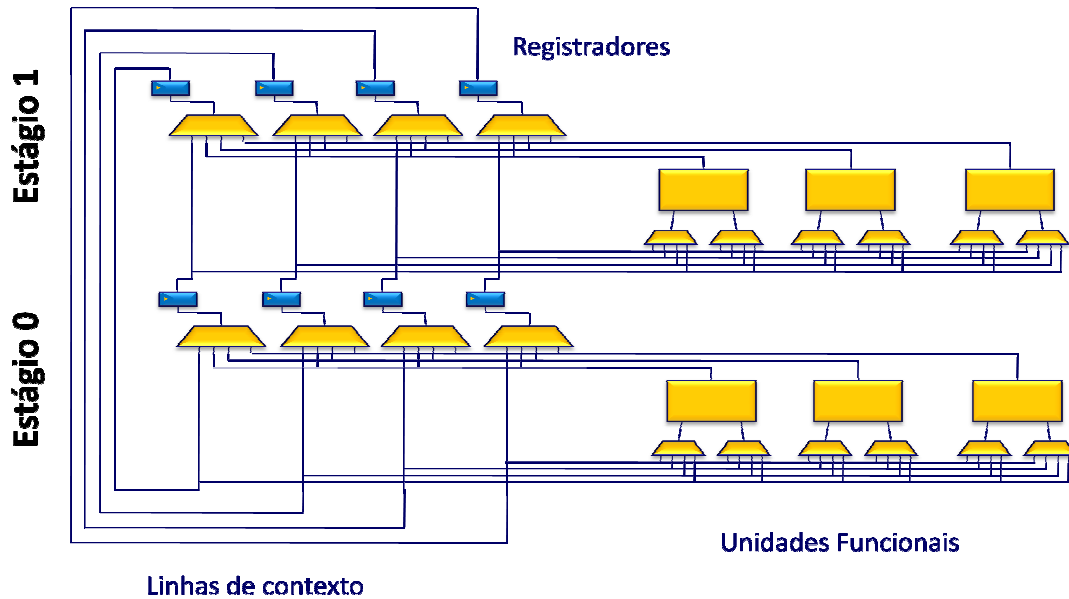 Registradores
Estágio 1
Estágio 0
Unidades Funcionais
Linhas de contexto